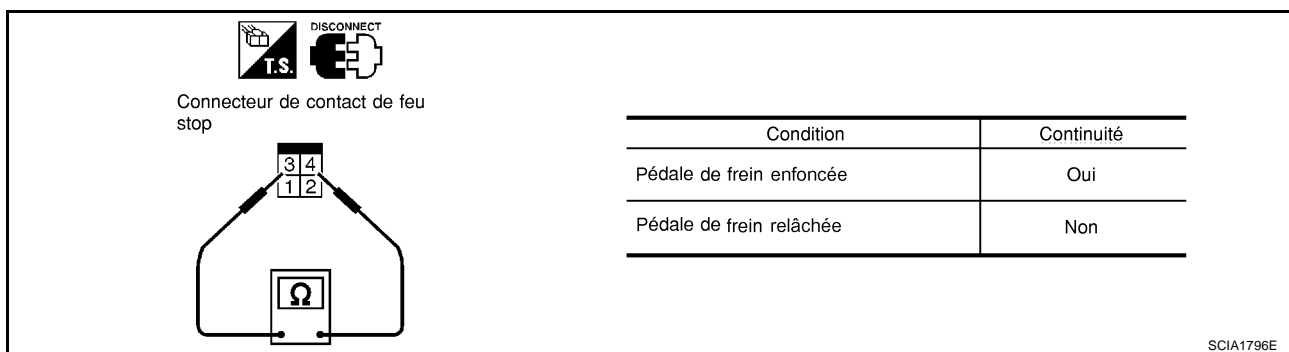 DISCONNECT
T.S.
Connecteur de contact de feu
stop
3 4
1 2
Ω
Condition Continuité
Pédale de frein enfoncée Oui
Pédale de frein relâchée Non
SCIA1796E